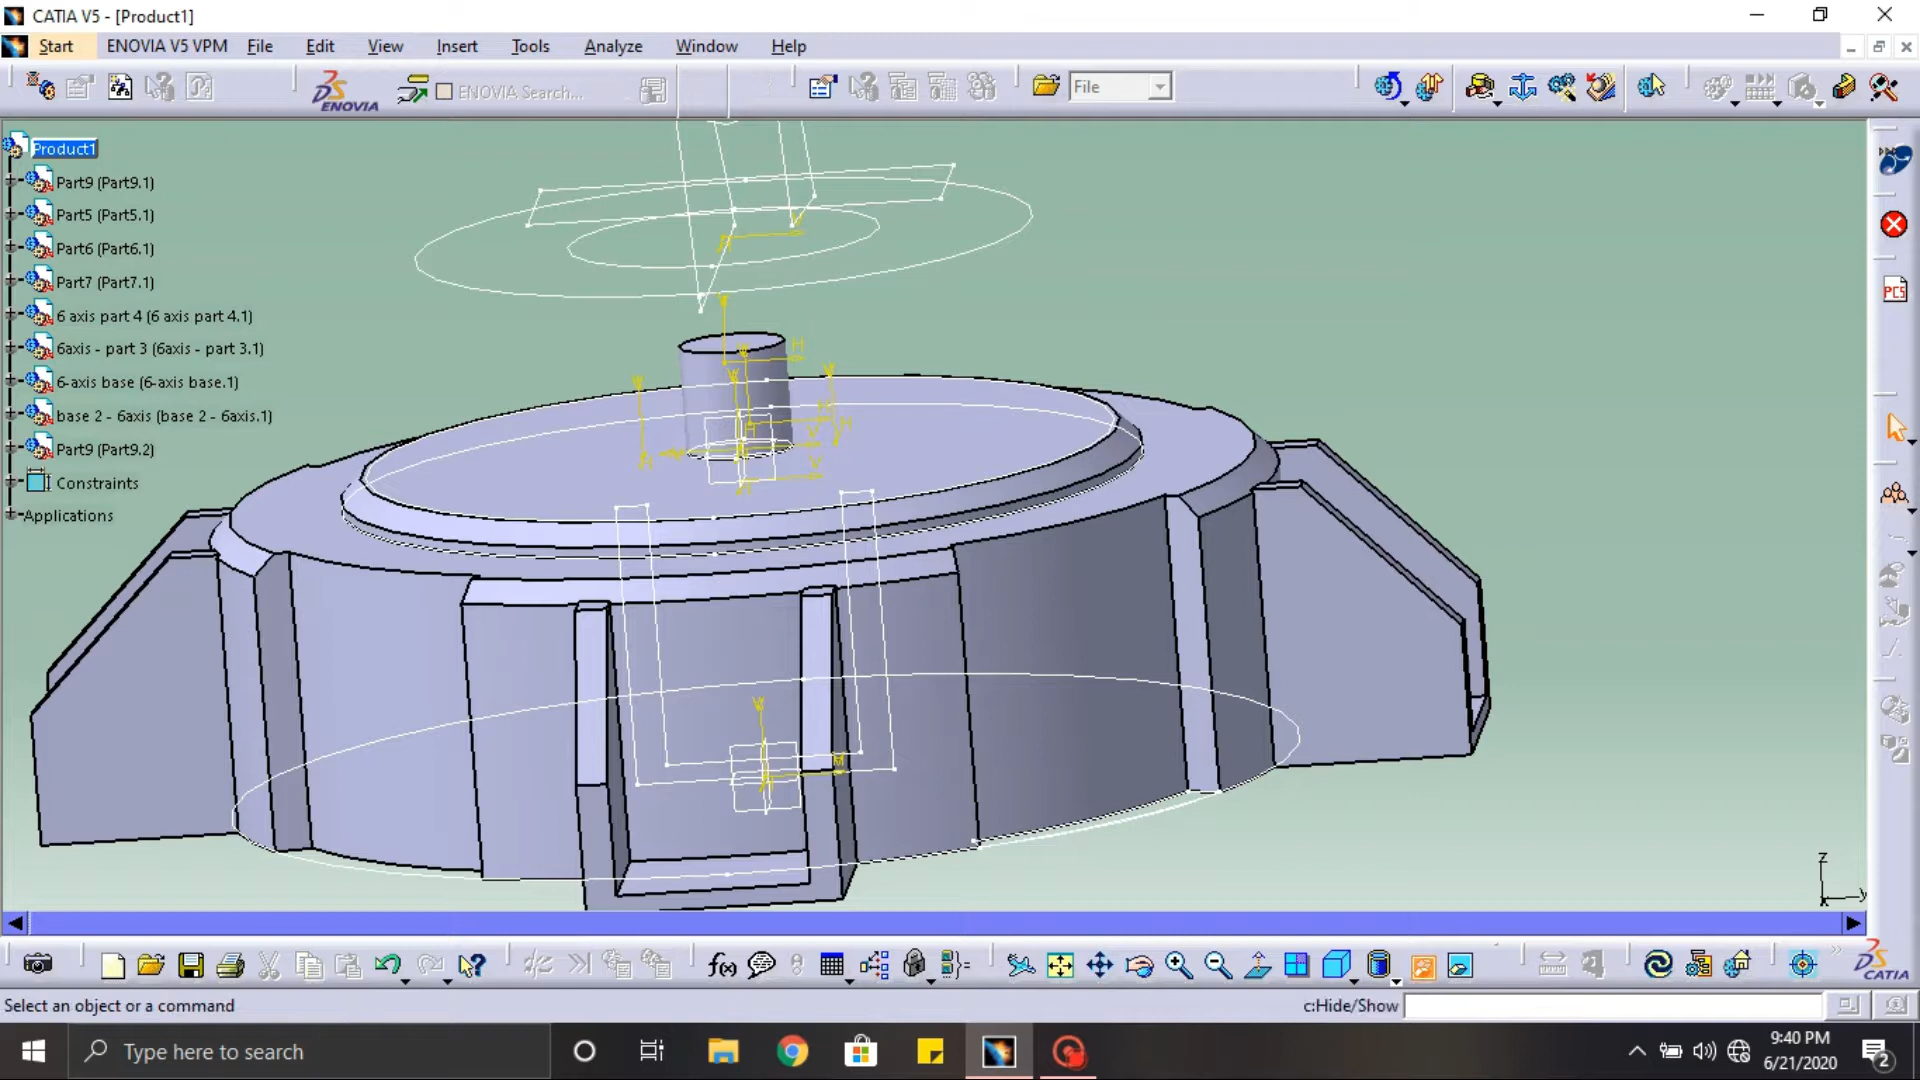 CATIA V5 - [Product1]
Start ENOVIA V5 VPM File Edit View Insert Tools Analyze Window Help
DS ENOVIA ENOVIA Search... File
Product1
Part9 (Part9.1)
Part5 (Part5.1)
Part6 (Part6.1)
Part7 (Part7.1)
6 axis part 4 (6 axis part 4.1)
6axis - part 3 (6axis - part 3.1)
6-axis base (6-axis base.1)
base 2 - 6axis (base 2 - 6axis.1)
Part9 (Part9.2)
Constraints
Applications
PCS
H
V
z
y
x
f(x)
DS CATIA
Select an object or a command
c:Hide/Show
Type here to search
9:40 PM
6/21/2020
2